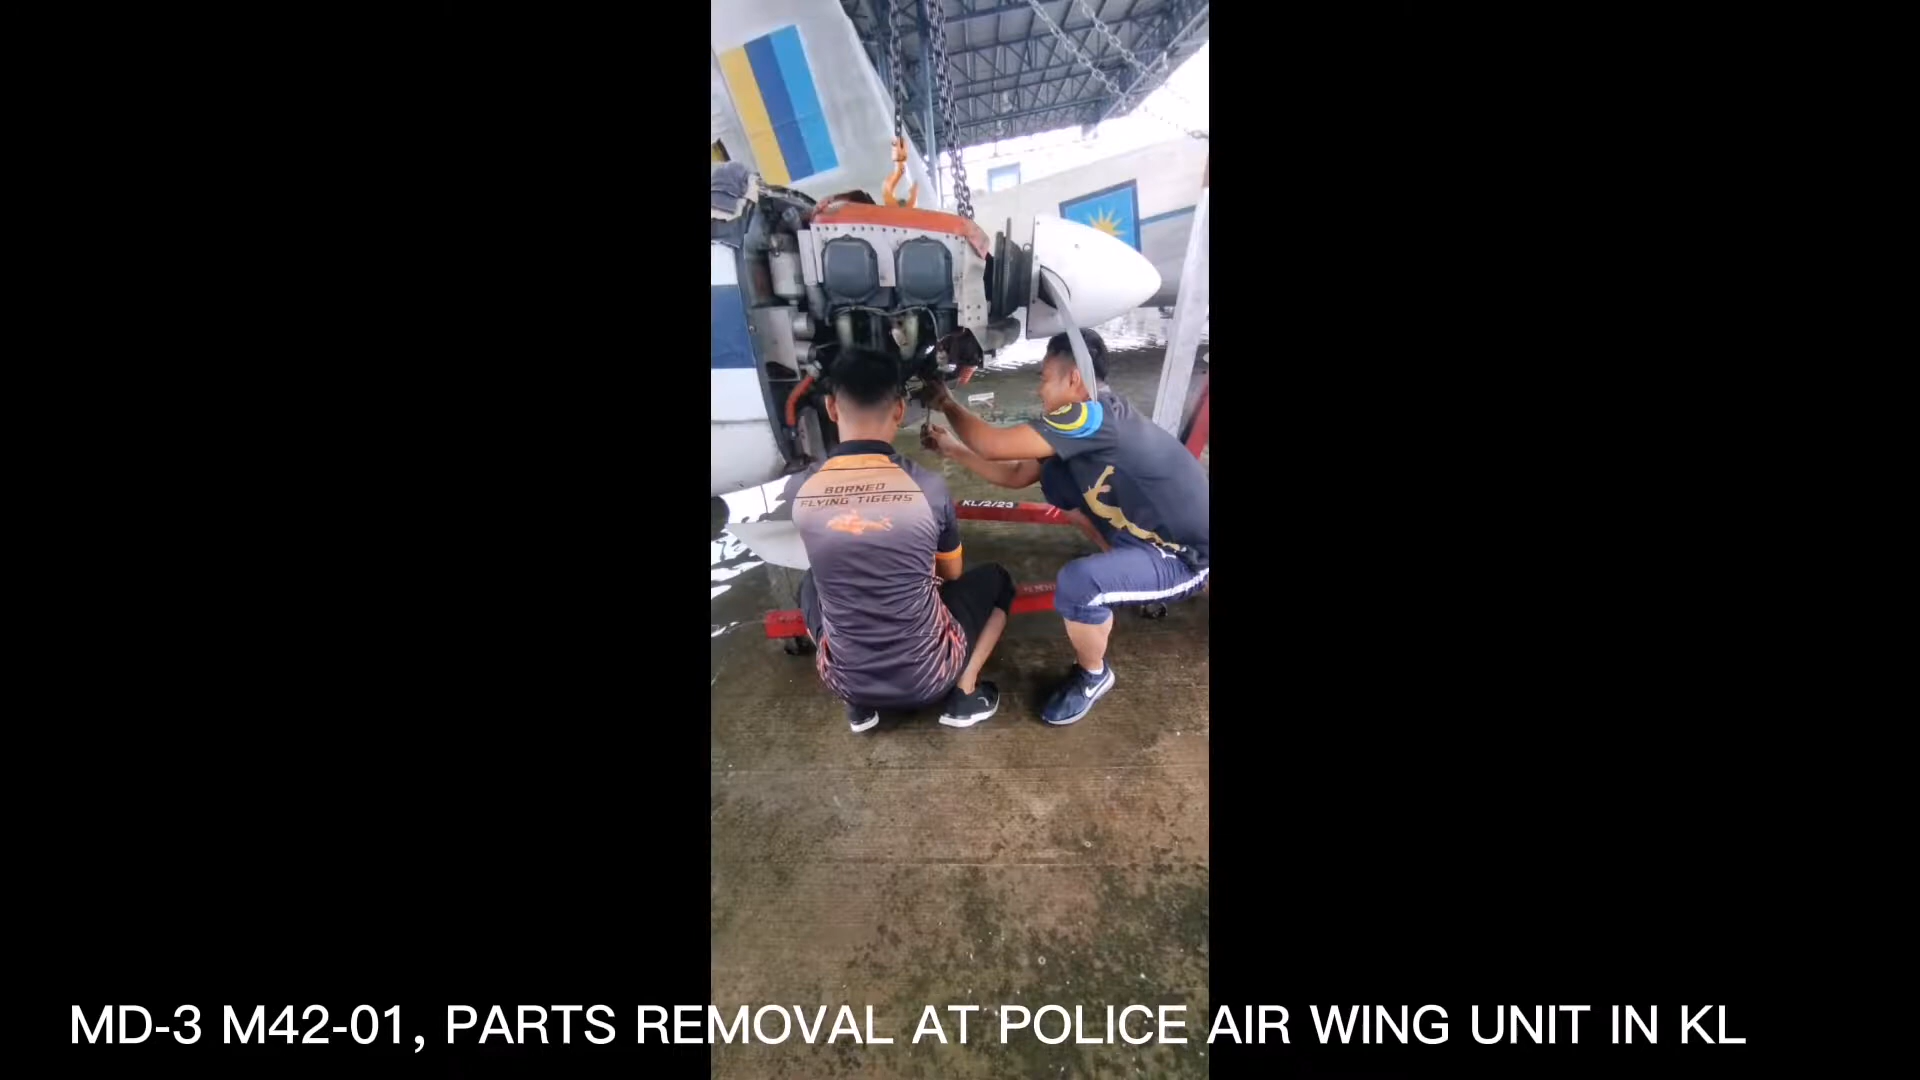 BORNEO
FLYING TIGERS
KL/2/23
MD-3 M42-01, PARTS REMOVAL AT POLICE AIR WING UNIT IN KL